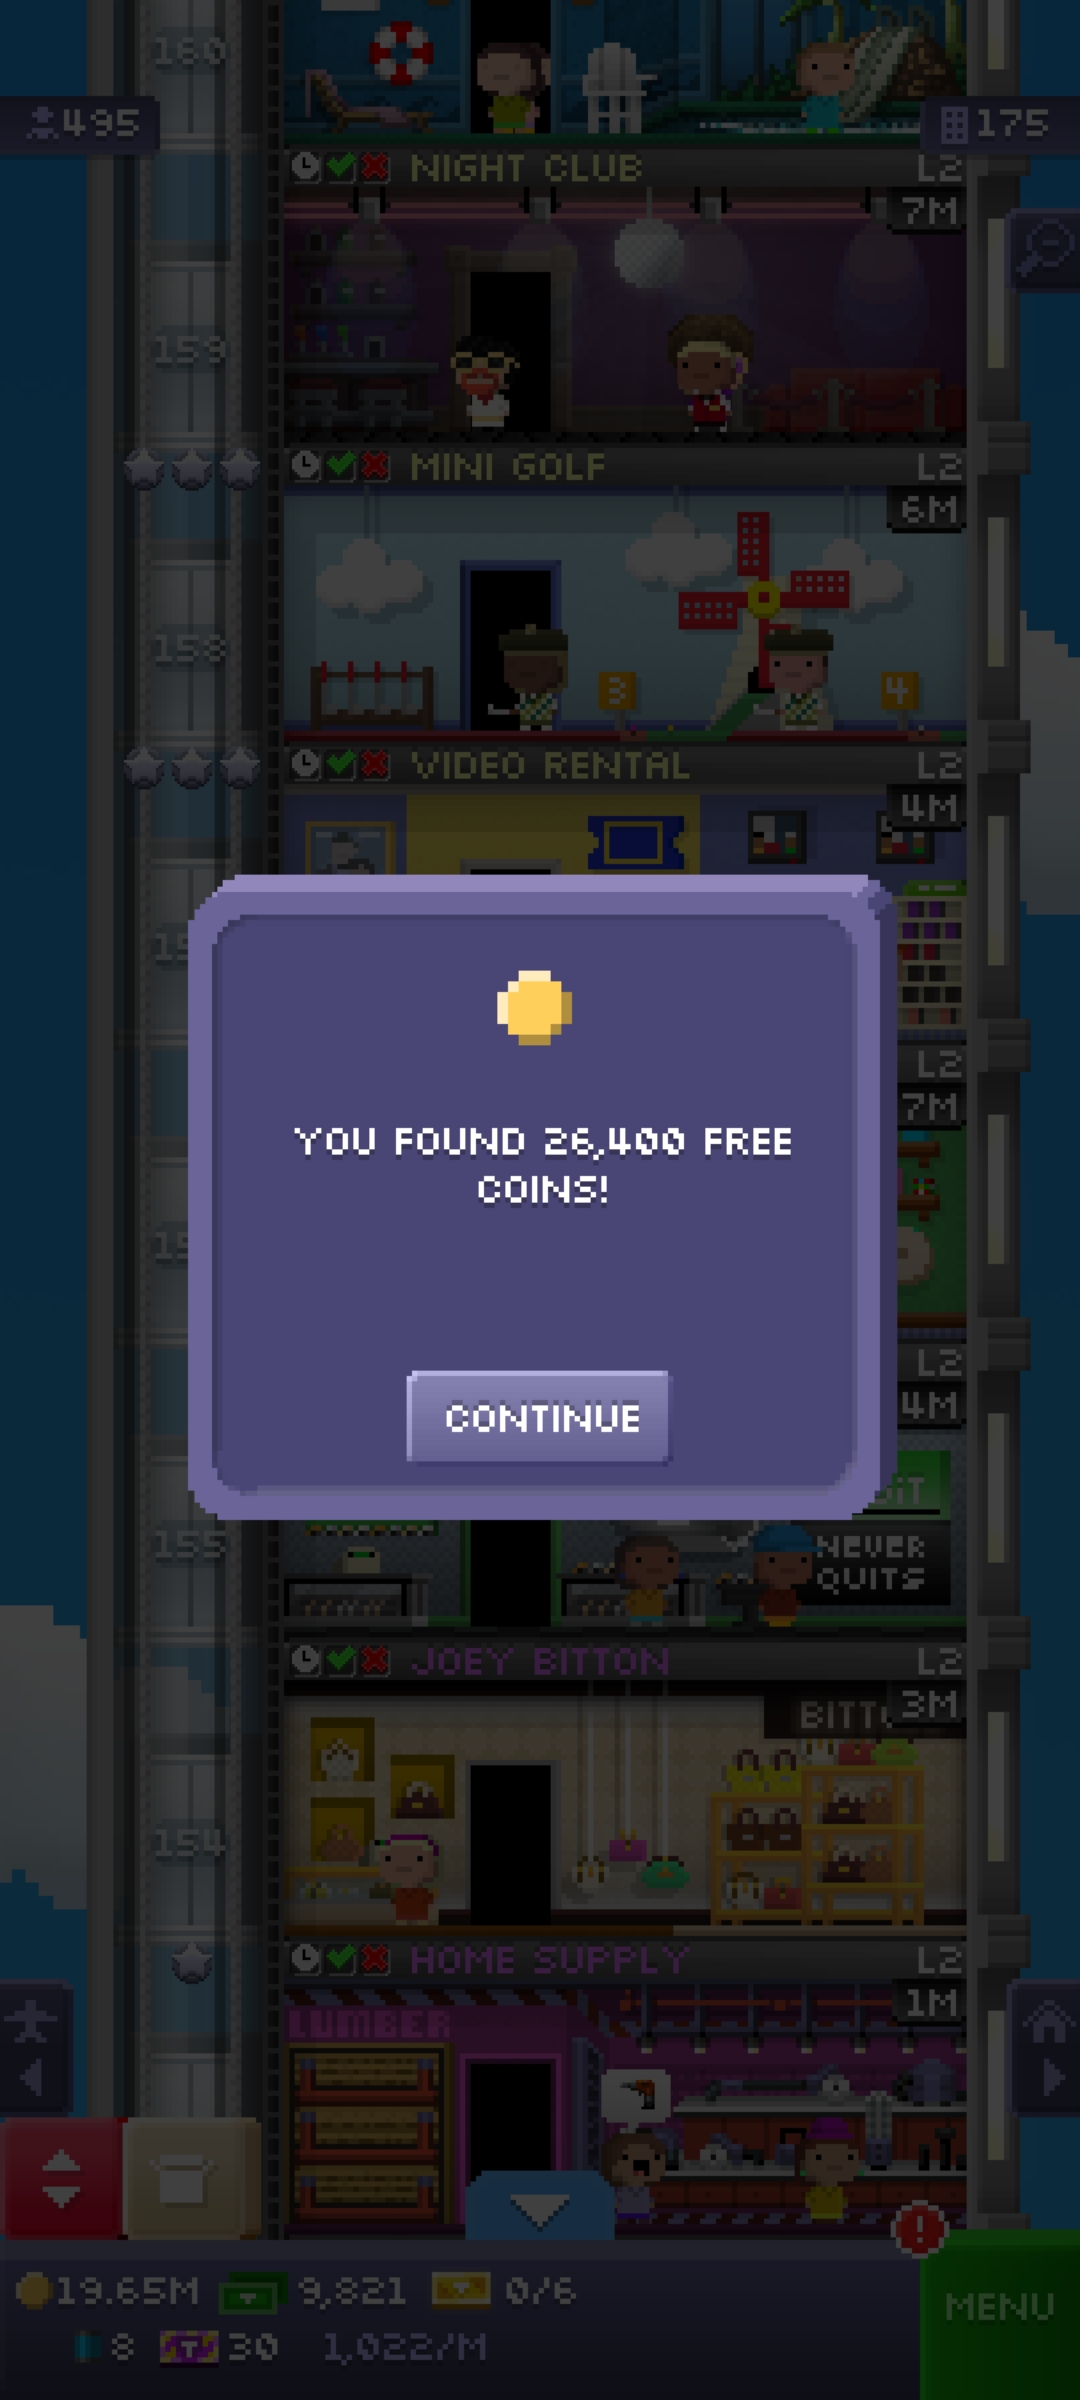 160
495
175
NIGHT CLUB
L2
7M
159
MINI GOLF
L2
6M
158
3
4
VIDEO RENTAL
L2
4M
15
L2
7M
YOU FOUND 26,400 FREE
COINS!
15
L2
4M
CONTINUE
155
NEVER
QUITS
JOEY BITTON
L2
3M
154
HOME SUPPLY
L2
1M
LUMBER
19.65M
9,821
0/6
MENU
8
30
1,022/M